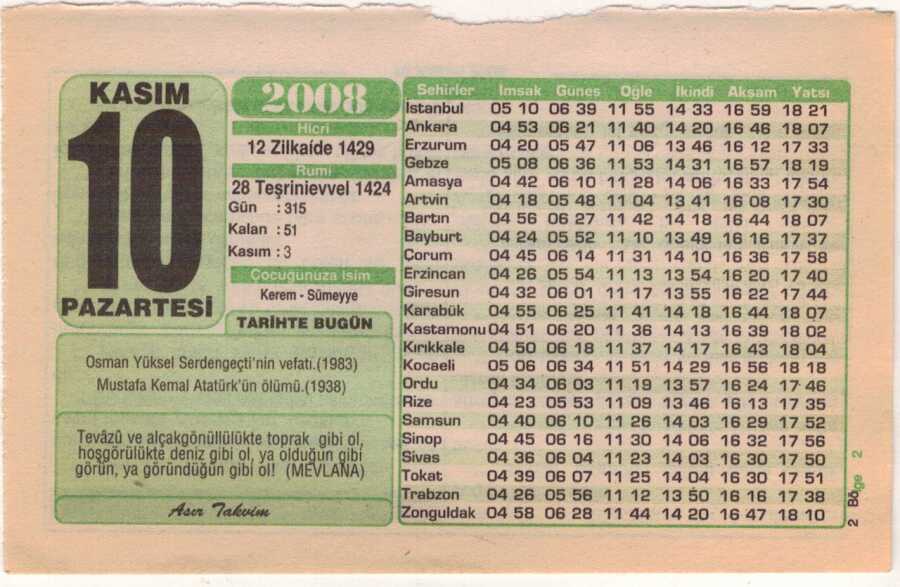 KASIM
10
PAZARTESİ
2008
Hicri
12 Zilkaíde 1429
Rumi
28 Teşrinievvel 1424
Gün : 315
Kalan : 51
Kasım : 3
Çocuğunuza İsim
Kerem - Sümeyye
TARİHTE BUGÜN
Osman Yüksel Serdengeçti'nin vefatı.(1983)
Mustafa Kemal Atatürk'ün ölümü.(1938)
Tevâzû ve alçakgönüllülükte toprak gibi ol,
hoşgörülükte deniz gibi ol, ya olduğun gibi
görün, ya göründüğün gibi ol! (MEVLANA)
Asır Takvim
Şehirler İmsak Güneş Öğle İkindi Akşam Yatsı
İstanbul 05 10 06 39 11 55 14 33 16 59 18 21
Ankara 04 53 06 21 11 40 14 20 16 46 18 07
Erzurum 04 20 05 47 11 06 13 46 16 12 17 33
Gebze 05 08 06 36 11 53 14 31 16 57 18 19
Amasya 04 42 06 10 11 28 14 06 16 33 17 54
Artvin 04 18 05 48 11 04 13 41 16 08 17 30
Bartın 04 56 06 27 11 42 14 18 16 44 18 07
Bayburt 04 24 05 52 11 10 13 49 16 16 17 37
Çorum 04 45 06 14 11 31 14 10 16 36 17 58
Erzincan 04 26 05 54 11 13 13 54 16 20 17 40
Giresun 04 32 06 01 11 17 13 55 16 22 17 44
Karabük 04 55 06 25 11 41 14 18 16 44 18 07
Kastamonu 04 51 06 20 11 36 14 13 16 39 18 02
Kırıkkale 04 50 06 18 11 37 14 17 16 43 18 04
Kocaeli 05 06 06 34 11 51 14 29 16 56 18 18
Ordu 04 34 06 03 11 19 13 57 16 24 17 46
Rize 04 23 05 53 11 09 13 46 16 13 17 35
Samsun 04 40 06 10 11 26 14 03 16 29 17 52
Sinop 04 45 06 16 11 30 14 06 16 32 17 56
Sivas 04 36 06 04 11 23 14 03 16 30 17 50
Tokat 04 39 06 07 11 25 14 04 16 30 17 51
Trabzon 04 26 05 56 11 12 13 50 16 16 17 38
Zonguldak 04 58 06 28 11 44 14 20 16 47 18 10
2 Bölge 2